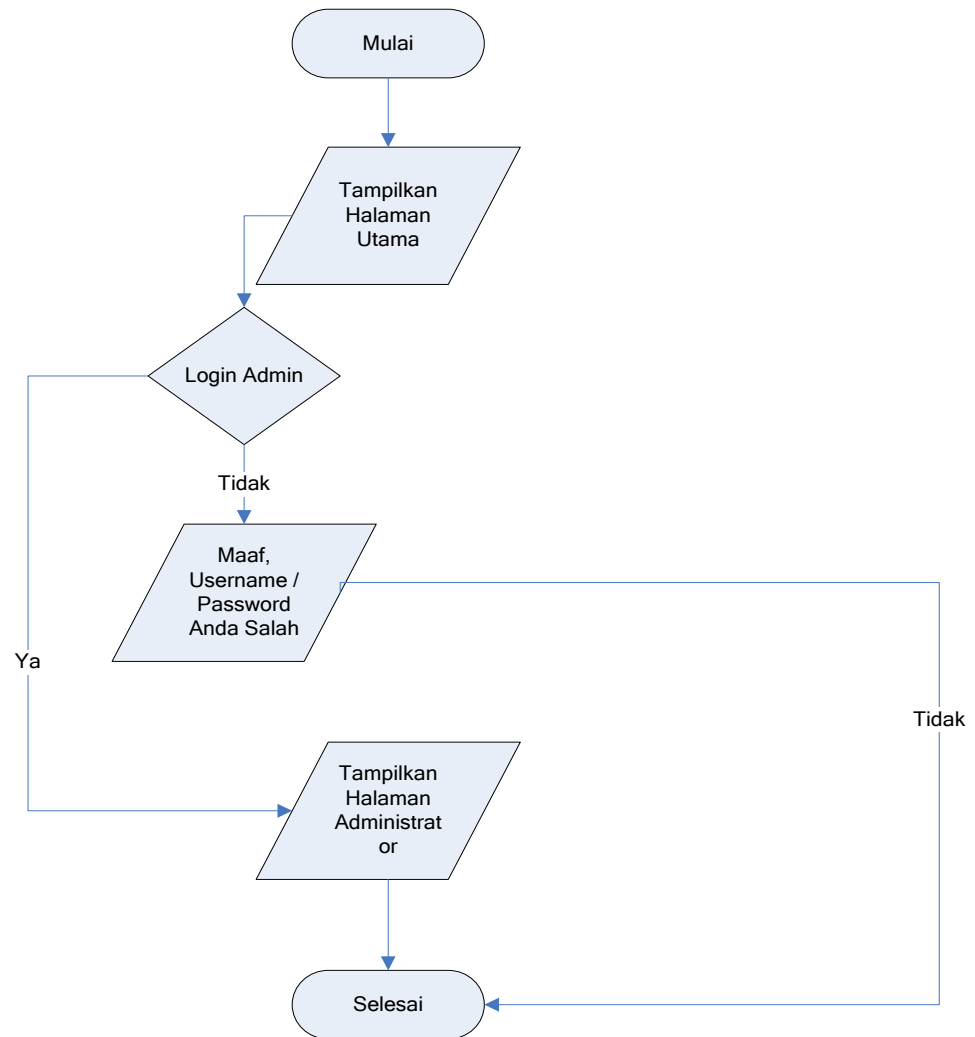 Mulai
Tampilkan
Halaman
Utama
Login Admin
Tidak
Maaf,
Username /
Password
Anda Salah
Ya
Tidak
Tampilkan
Halaman
Administrat
or
Selesai